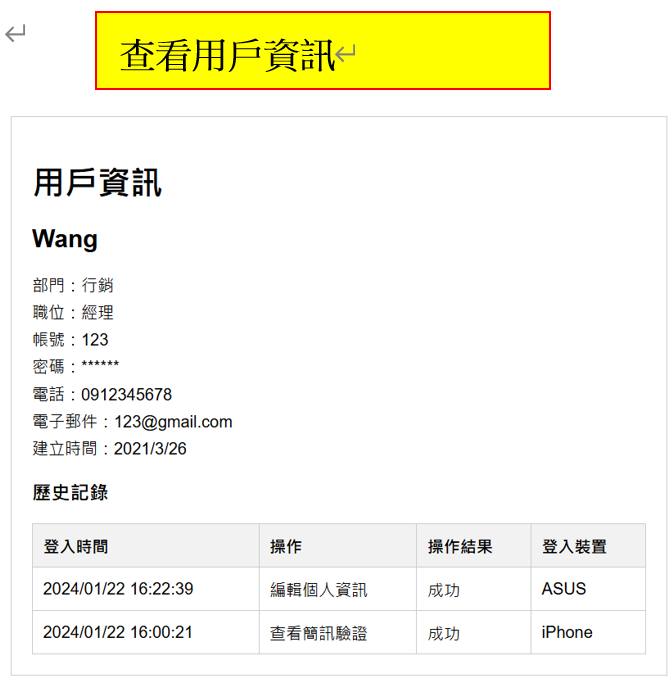 查看用戶資訊
用戶資訊
Wang
部門：行銷
職位：經理
帳號：123
密碼：******
電話：0912345678
電子郵件：123@gmail.com
建立時間：2021/3/26
歷史記錄
登入時間 操作 操作結果 登入裝置
2024/01/22 16:22:39 編輯個人資訊 成功 ASUS
2024/01/22 16:00:21 查看簡訊驗證 成功 iPhone